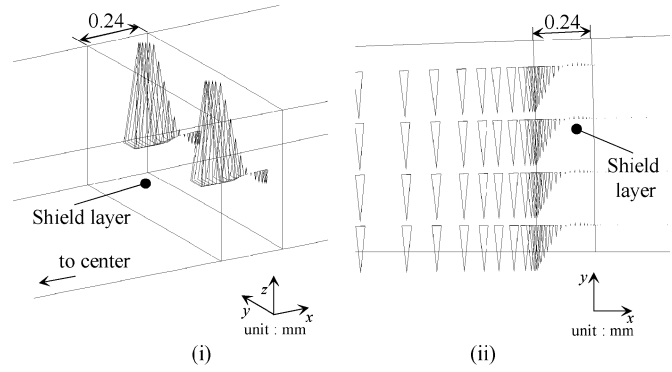 0.24
Shield layer
to center
z
y
x
unit : mm
(i)
0.24
Shield
layer
y
x
unit : mm
(ii)